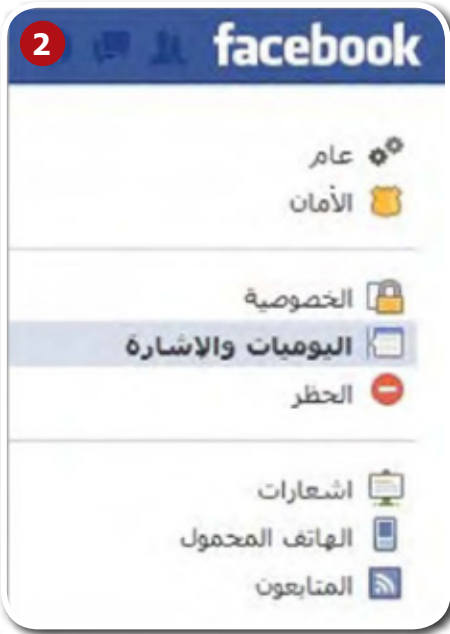 2
facebook
عام
الأمان
الخصوصية
اليوميات والإشارة
الحظر
اشعارات
الهاتف المحمول
المتابعون